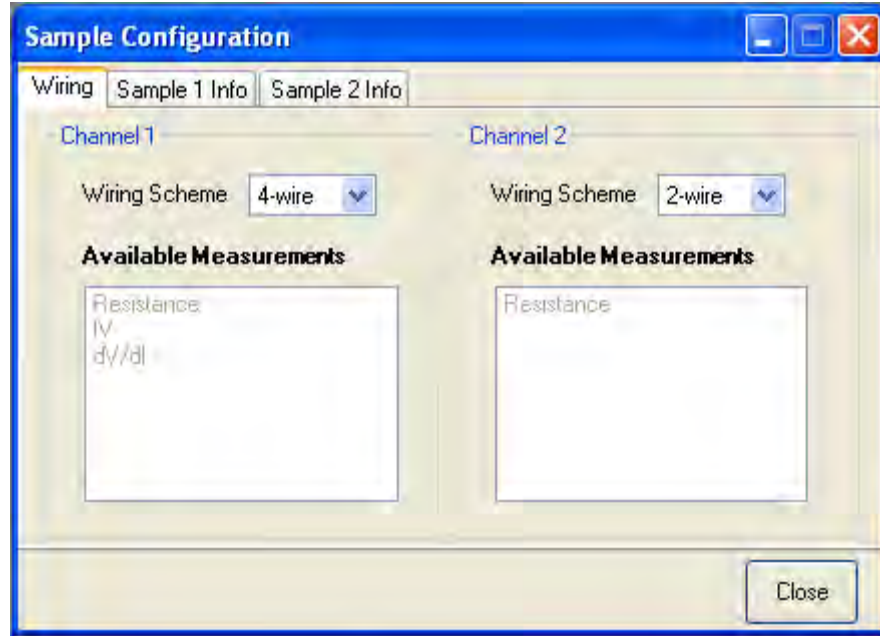 Sample Configuration
Wiring Sample 1 Info Sample 2 Info
Channel 1
Wiring Scheme 4-wire
Available Measurements
Resistance
IV
dV/dI
Channel 2
Wiring Scheme 2-wire
Available Measurements
Resistance
Close